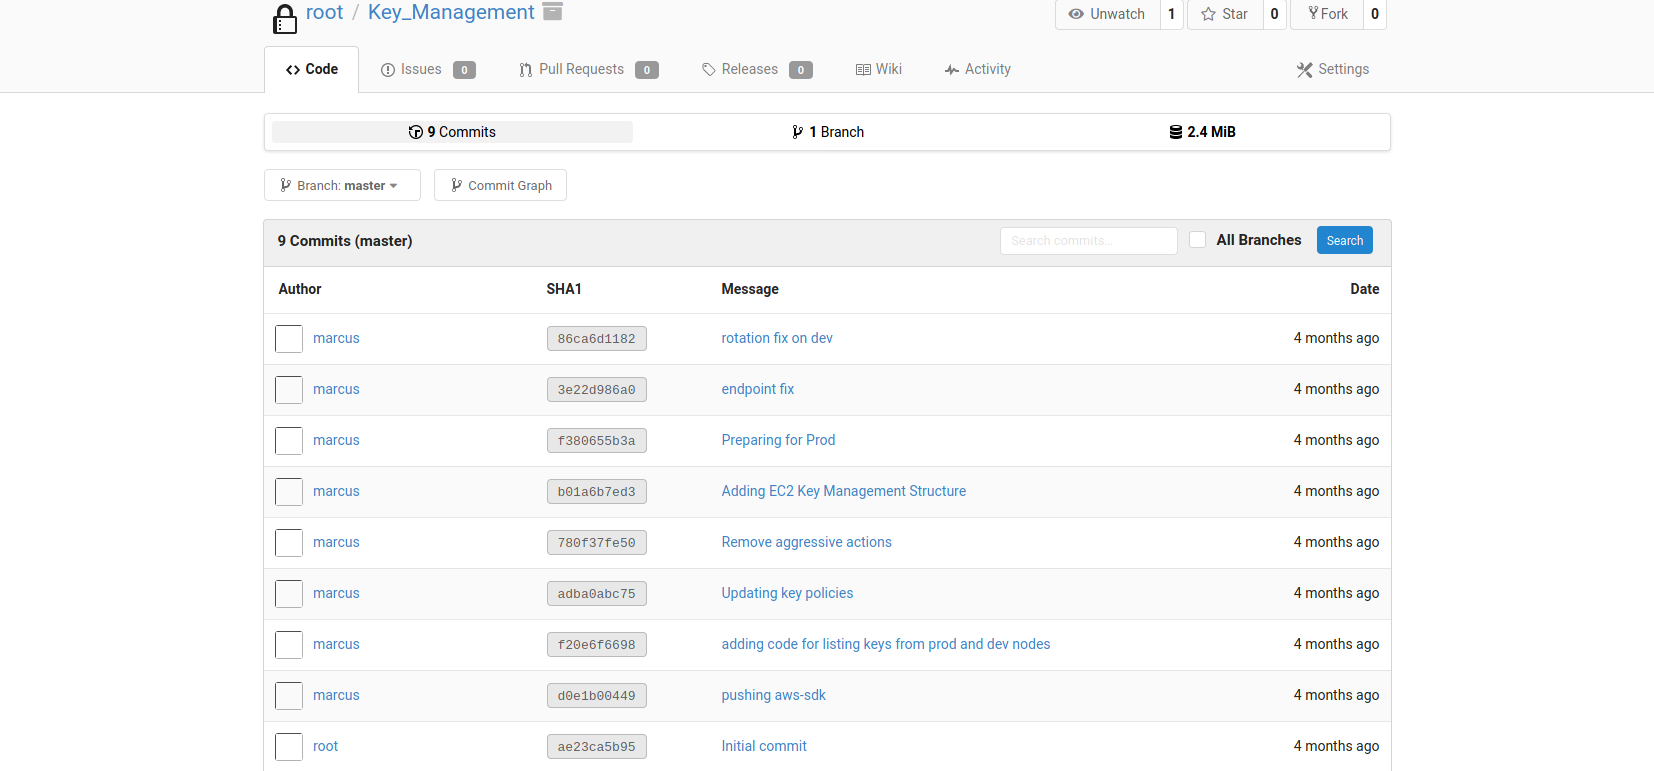 root / Key_Management
Unwatch 1 Star 0 Fork 0
Code Issues 0 Pull Requests 0 Releases 0 Wiki Activity Settings
9 Commits 1 Branch 2.4 MiB
Branch: master Commit Graph
9 Commits (master) Search commits... All Branches Search
Author SHA1 Message Date
marcus 86ca6d1182 rotation fix on dev 4 months ago
marcus 3e22d986a0 endpoint fix 4 months ago
marcus f380655b3a Preparing for Prod 4 months ago
marcus b01a6b7ed3 Adding EC2 Key Management Structure 4 months ago
marcus 780f37fe50 Remove aggressive actions 4 months ago
marcus adba0abc75 Updating key policies 4 months ago
marcus f20e6f6698 adding code for listing keys from prod and dev nodes 4 months ago
marcus d0e1b00449 pushing aws-sdk 4 months ago
root ae23ca5b95 Initial commit 4 months ago